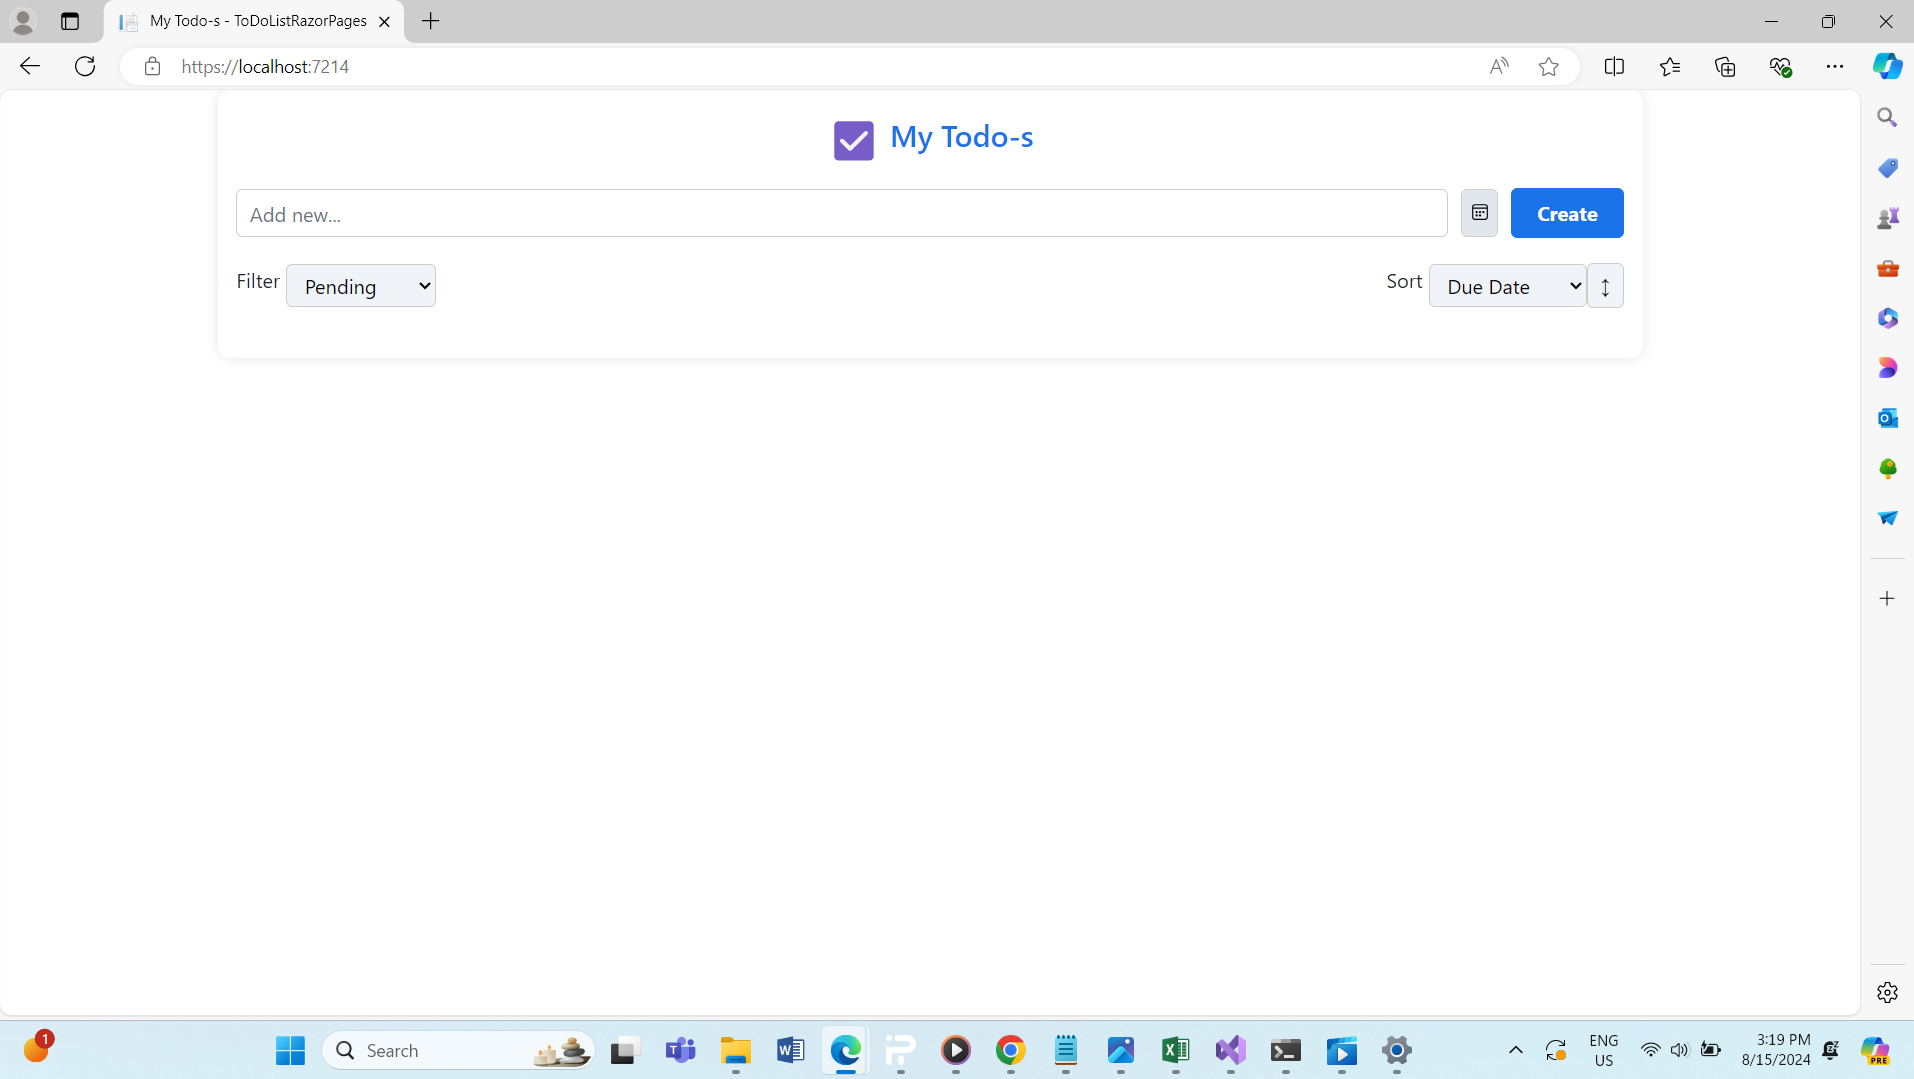 My Todo-s - ToDoListRazorPages
https://localhost:7214
My Todo-s
Add new...
Create
Filter
Pending
Sort
Due Date
1
Search
ENG
US
3:19 PM
8/15/2024
PRE